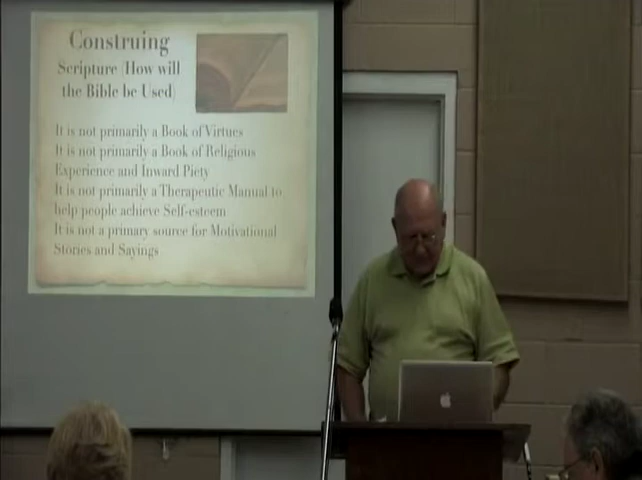 Construing
Scripture (How will
the Bible be Used)
It is not primarily a Book of Virtues
It is not primarily a Book of Religious
Experience and Inward Piety
It is not primarily a Therapeutic Manual to
help people achieve Self-esteem
It is not a primary source for Motivational
Stories and Sayings